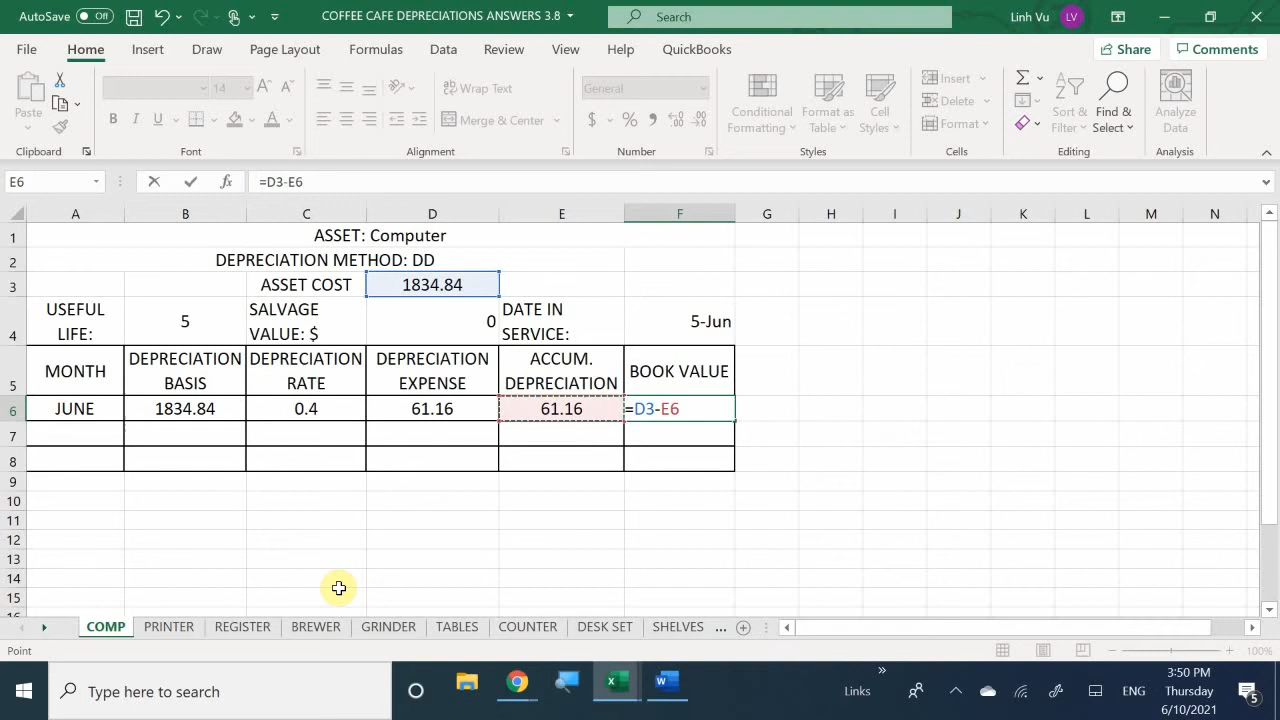 AutoSave Off COFFEE CAFE DEPRECIATIONS ANSWERS 3.8 Search Linh Vu LV
File Home Insert Draw Page Layout Formulas Data Review View Help QuickBooks Share Comments
Paste
14
B I U A
Wrap Text
Merge & Center
General
$ % ,
Conditional
Formatting
Format as
Table
Cell
Styles
Insert
Delete
Format
Sort &
Filter
Find &
Select
Analyze
Data
Clipboard Font Alignment Number Styles Cells Editing Analysis
E6 fx =D3-E6
A B C D E F G H I J K L M N
1 ASSET: Computer
2 DEPRECIATION METHOD: DD
3 ASSET COST 1834.84
4 USEFUL LIFE: 5 SALVAGE VALUE: $ 0 DATE IN SERVICE: 5-Jun
5 MONTH DEPRECIATION BASIS DEPRECIATION RATE DEPRECIATION EXPENSE ACCUM. DEPRECIATION BOOK VALUE
6 JUNE 1834.84 0.4 61.16 61.16 =D3-E6
7
8
9
10
11
12
13
14
15
16
COMP PRINTER REGISTER BREWER GRINDER TABLES COUNTER DESK SET SHELVES ...
Point 100%
Type here to search Links ENG
3:50 PM
Thursday
6/10/2021
5